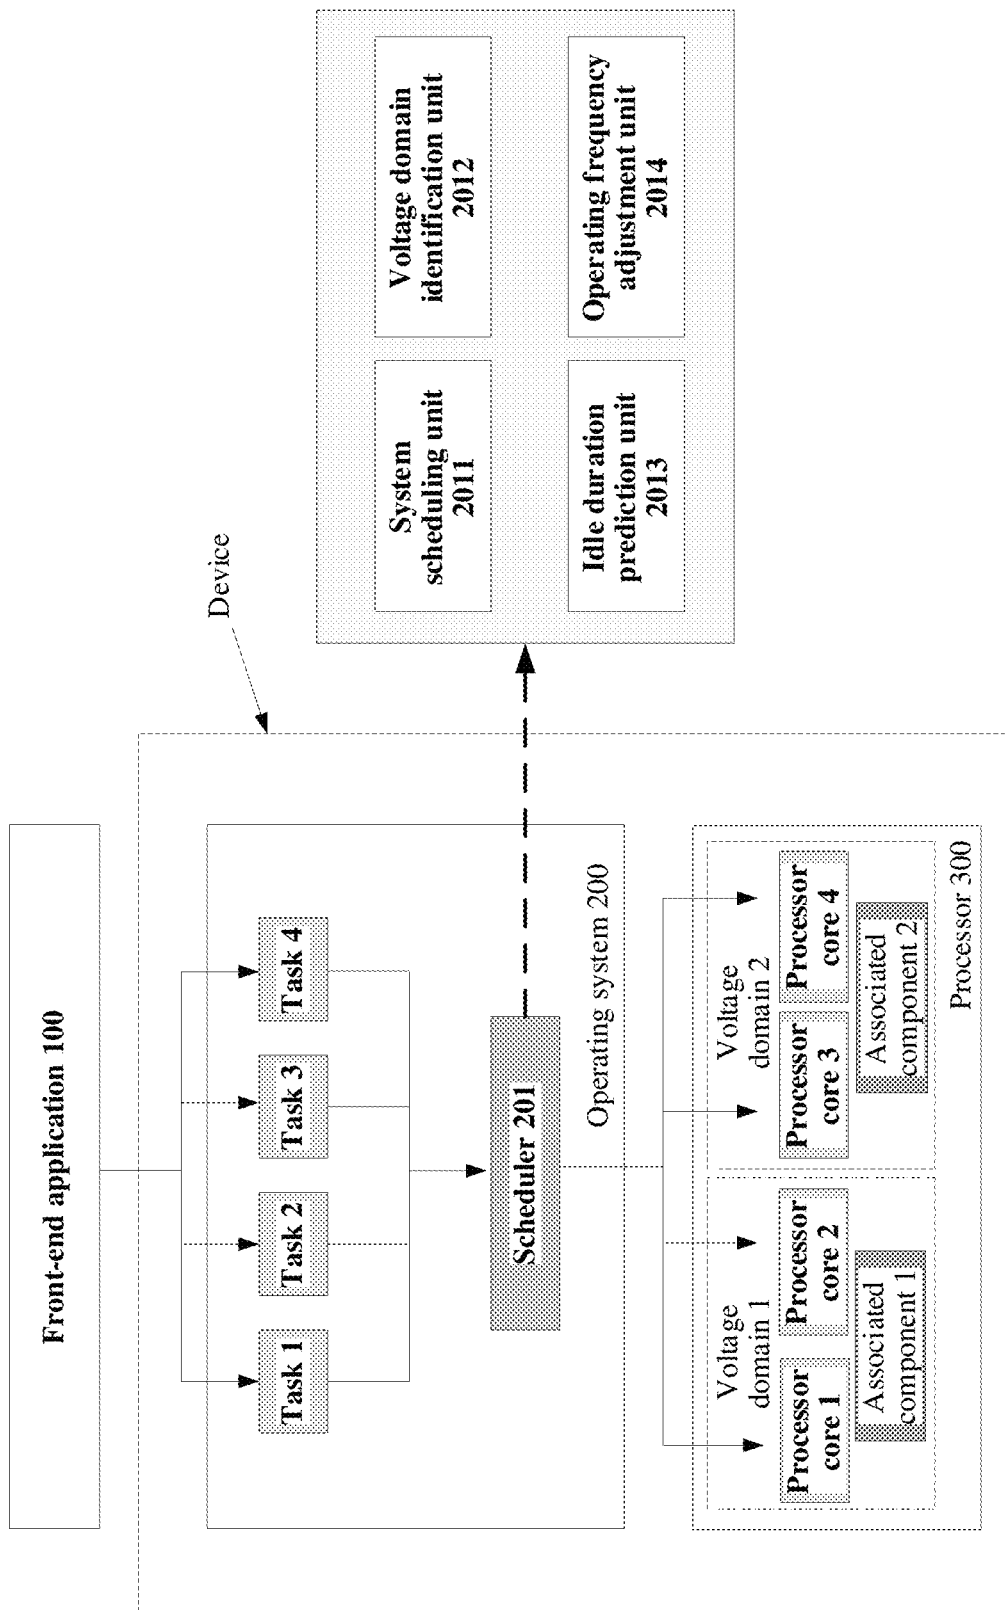 Front-end application 100
Device
Task 1
Task 2
Task 3
Task 4
Scheduler 201
Operating system 200
System
scheduling unit
2011
Voltage domain
identification unit
2012
Idle duration
prediction unit
2013
Operating frequency
adjustment unit
2014
Voltage
domain 1
Processor
core 1
Processor
core 2
Associated
component 1
Voltage
domain 2
Processor
core 3
Processor
core 4
Associated
component 2
Processor 300